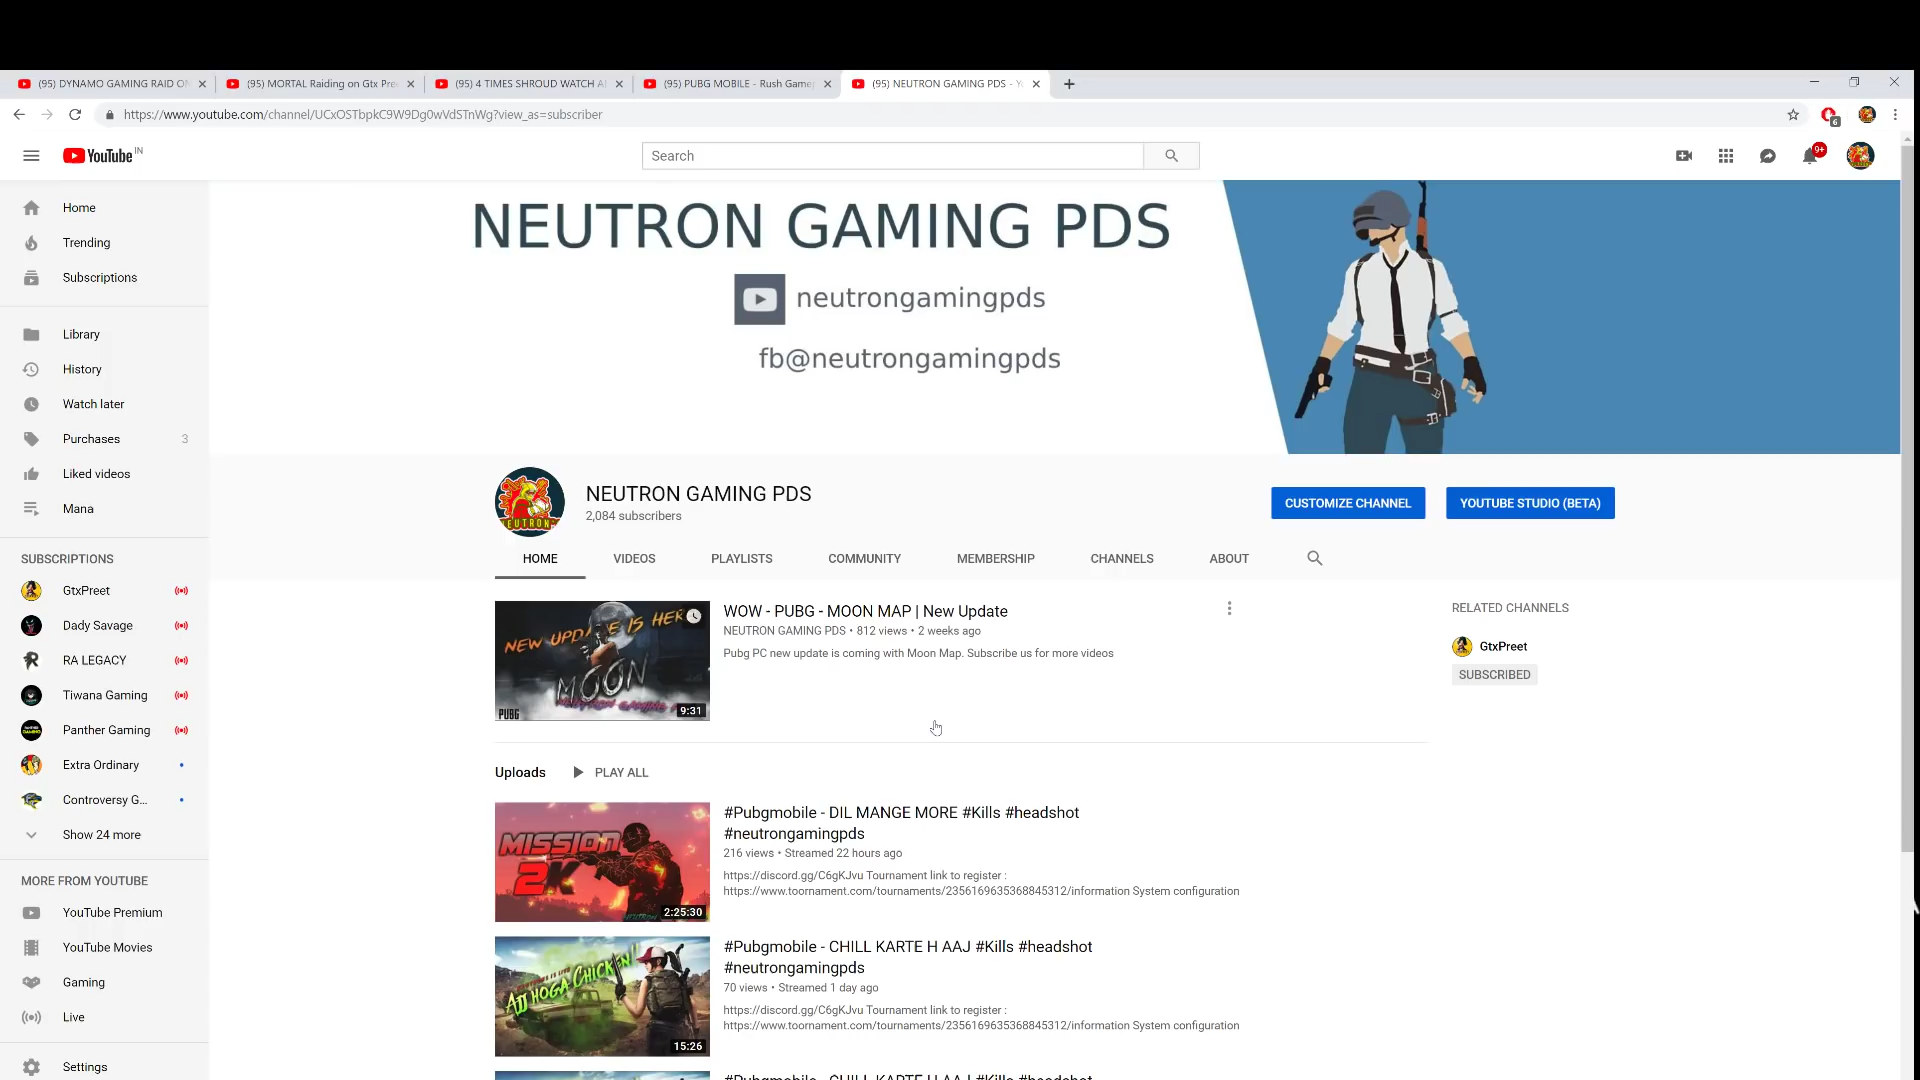 (95) DYNAMO GAMING RAID ON
(95) MORTAL Raiding on Gtx Pree
(95) 4 TIMES SHROUD WATCH A
(95) PUBG MOBILE - Rush Gamep
(95) NEUTRON GAMING PDS - Y
https://www.youtube.com/channel/UCxOSTbpkC9W9Dg0wVdSTnWg?view_as=subscriber
6
YouTube IN
Search
9+
Home
Trending
Subscriptions
Library
History
Watch later
Purchases 3
Liked videos
Mana
SUBSCRIPTIONS
GtxPreet
Dady Savage
RA LEGACY
Tiwana Gaming
Panther Gaming
Extra Ordinary
Controversy G...
Show 24 more
MORE FROM YOUTUBE
YouTube Premium
YouTube Movies
Gaming
Live
Settings
NEUTRON GAMING PDS
neutrongamingpds
fb@neutrongamingpds
NEUTRON GAMING PDS
2,084 subscribers
CUSTOMIZE CHANNEL
YOUTUBE STUDIO (BETA)
HOME VIDEOS PLAYLISTS COMMUNITY MEMBERSHIP CHANNELS ABOUT
NEW UPDATE IS HERE
MOON
PUBG
9:31
WOW - PUBG - MOON MAP | New Update
NEUTRON GAMING PDS • 812 views • 2 weeks ago
Pubg PC new update is coming with Moon Map. Subscribe us for more videos
RELATED CHANNELS
GtxPreet
SUBSCRIBED
Uploads PLAY ALL
MISSION
2K
2:25:30
#Pubgmobile - DIL MANGE MORE #Kills #headshot
#neutrongamingpds
216 views • Streamed 22 hours ago
https://discord.gg/C6gKJvu Tournament link to register :
https://www.toornament.com/tournaments/2356169635368845312/information System configuration
AJJ HOGA CHICKEN!!
15:26
#Pubgmobile - CHILL KARTE H AAJ #Kills #headshot
#neutrongamingpds
70 views • Streamed 1 day ago
https://discord.gg/C6gKJvu Tournament link to register :
https://www.toornament.com/tournaments/2356169635368845312/information System configuration
#Pubgmobile - CHILL KARTE H AAJ #Kills #headshot